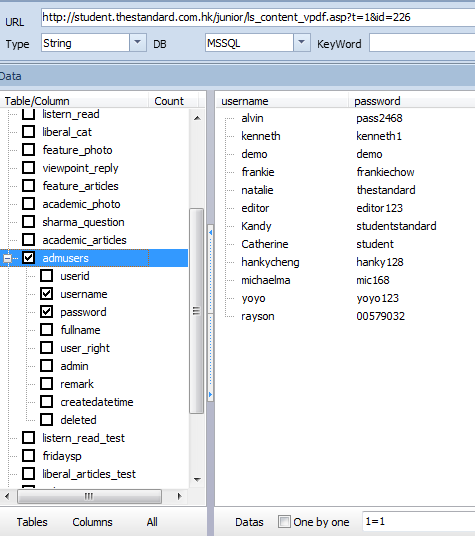 URL http://student.thestandard.com.hk/junior/ls_content_vpdf.asp?t=1&id=226
Type String DB MSSQL KeyWord
Data
Table/Column Count
listern_read
liberal_cat
feature_photo
viewpoint_reply
feature_articles
academic_photo
sharma_question
academic_articles
admusers
userid
username
password
fullname
user_right
admin
remark
createdatetime
deleted
listern_read_test
fridaysp
liberal_articles_test
Tables Columns All
username password
alvin pass2468
kenneth kenneth1
demo demo
frankie frankiechow
natalie thestandard
editor editor123
Kandy studentstandard
Catherine student
hankycheng hanky128
michaelma mic168
yoyo yoyo123
rayson 00579032
Datas One by one 1=1